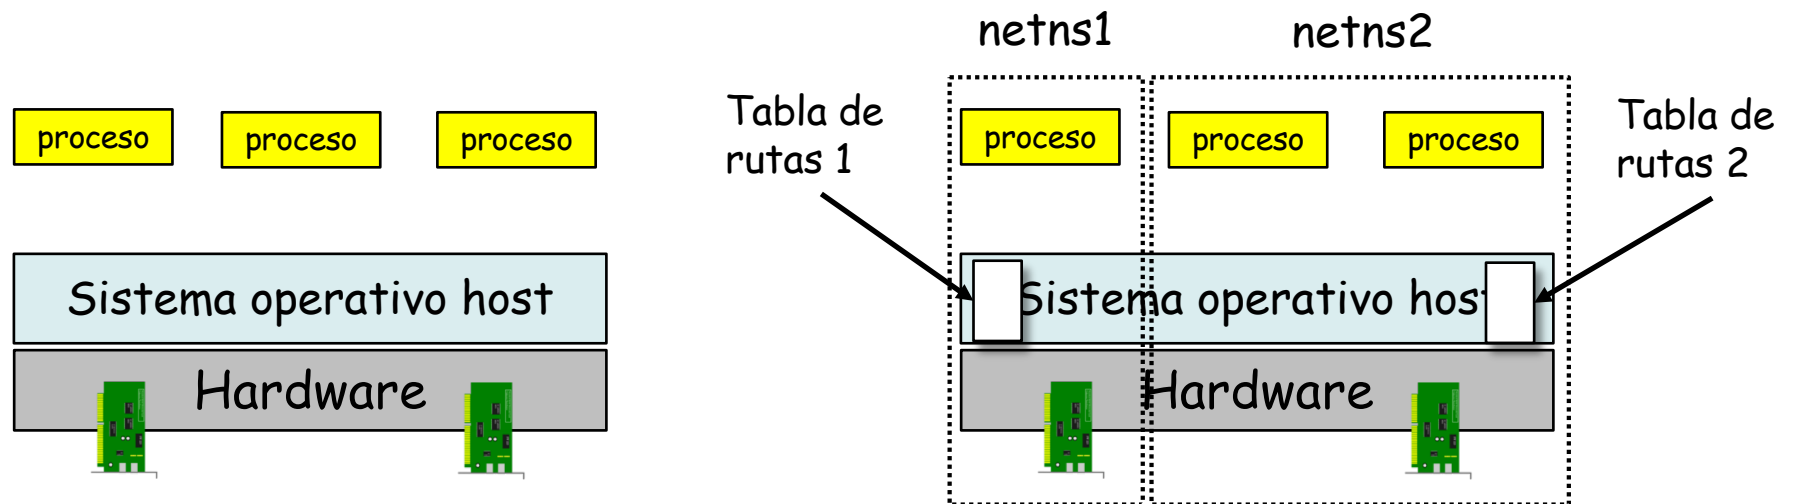 netns1
netns2
proceso
proceso
proceso
Tabla de
rutas 1
proceso
proceso
proceso
Tabla de
rutas 2
Sistema operativo host
Sistema operativo host
Hardware
Hardware